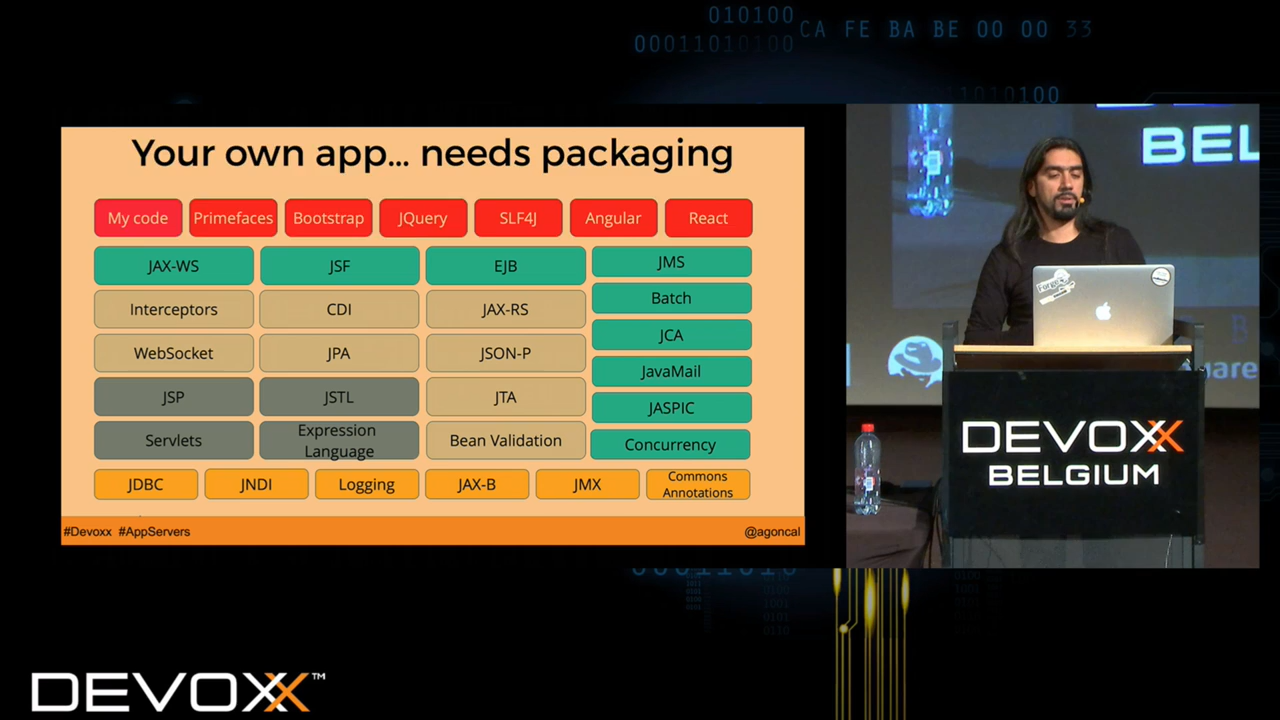 010100
00011010100
CA FE BA BE 00 00 33
1010100
Your own app... needs packaging
My code
Primefaces
Bootstrap
JQuery
SLF4J
Angular
React
JAX-WS
JSF
EJB
JMS
Interceptors
CDI
JAX-RS
Batch
WebSocket
JPA
JSON-P
JCA
JSP
JSTL
JTA
JavaMail
Servlets
Expression
Language
Bean Validation
JASPIC
Concurrency
JDBC
JNDI
Logging
JAX-B
JMX
Commons
Annotations
#Devoxx #AppServers
@agoncal
BEL
DEVOXX
BELGIUM
DEVOXX™